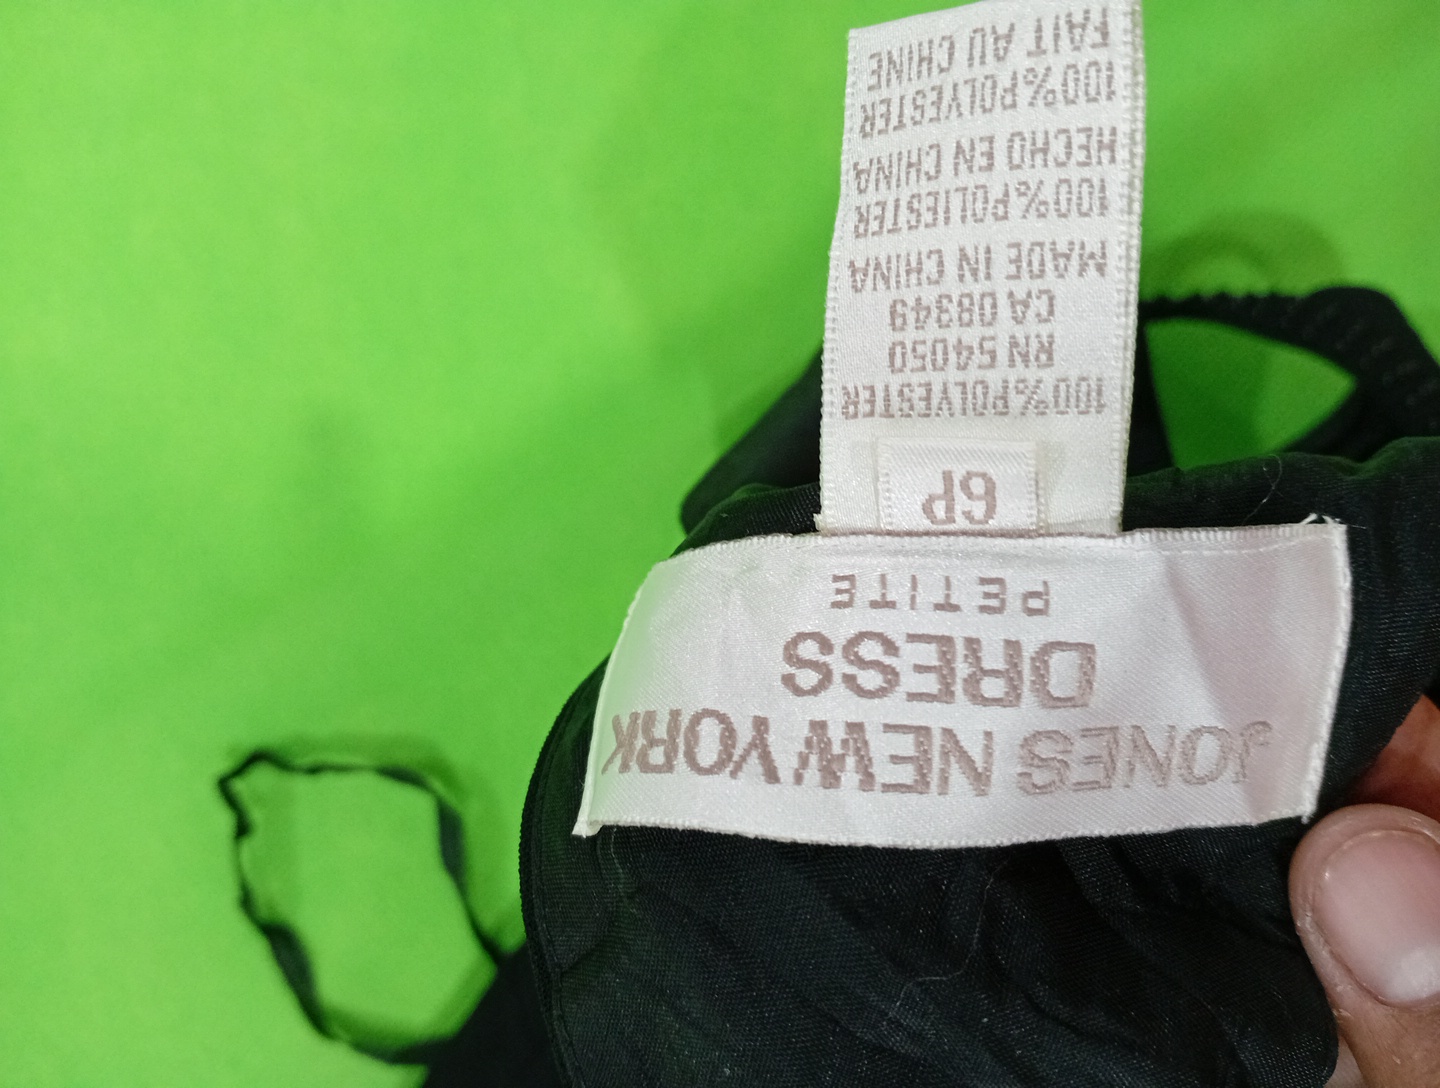 JONES NEW YORK
DRESS
PETITE
6P
100%POLYESTER
RN 54050
CA 08349
MADE IN CHINA
100%POLIESTER
HECHO EN CHINA
100%POLYESTER
FAIT AU CHINE